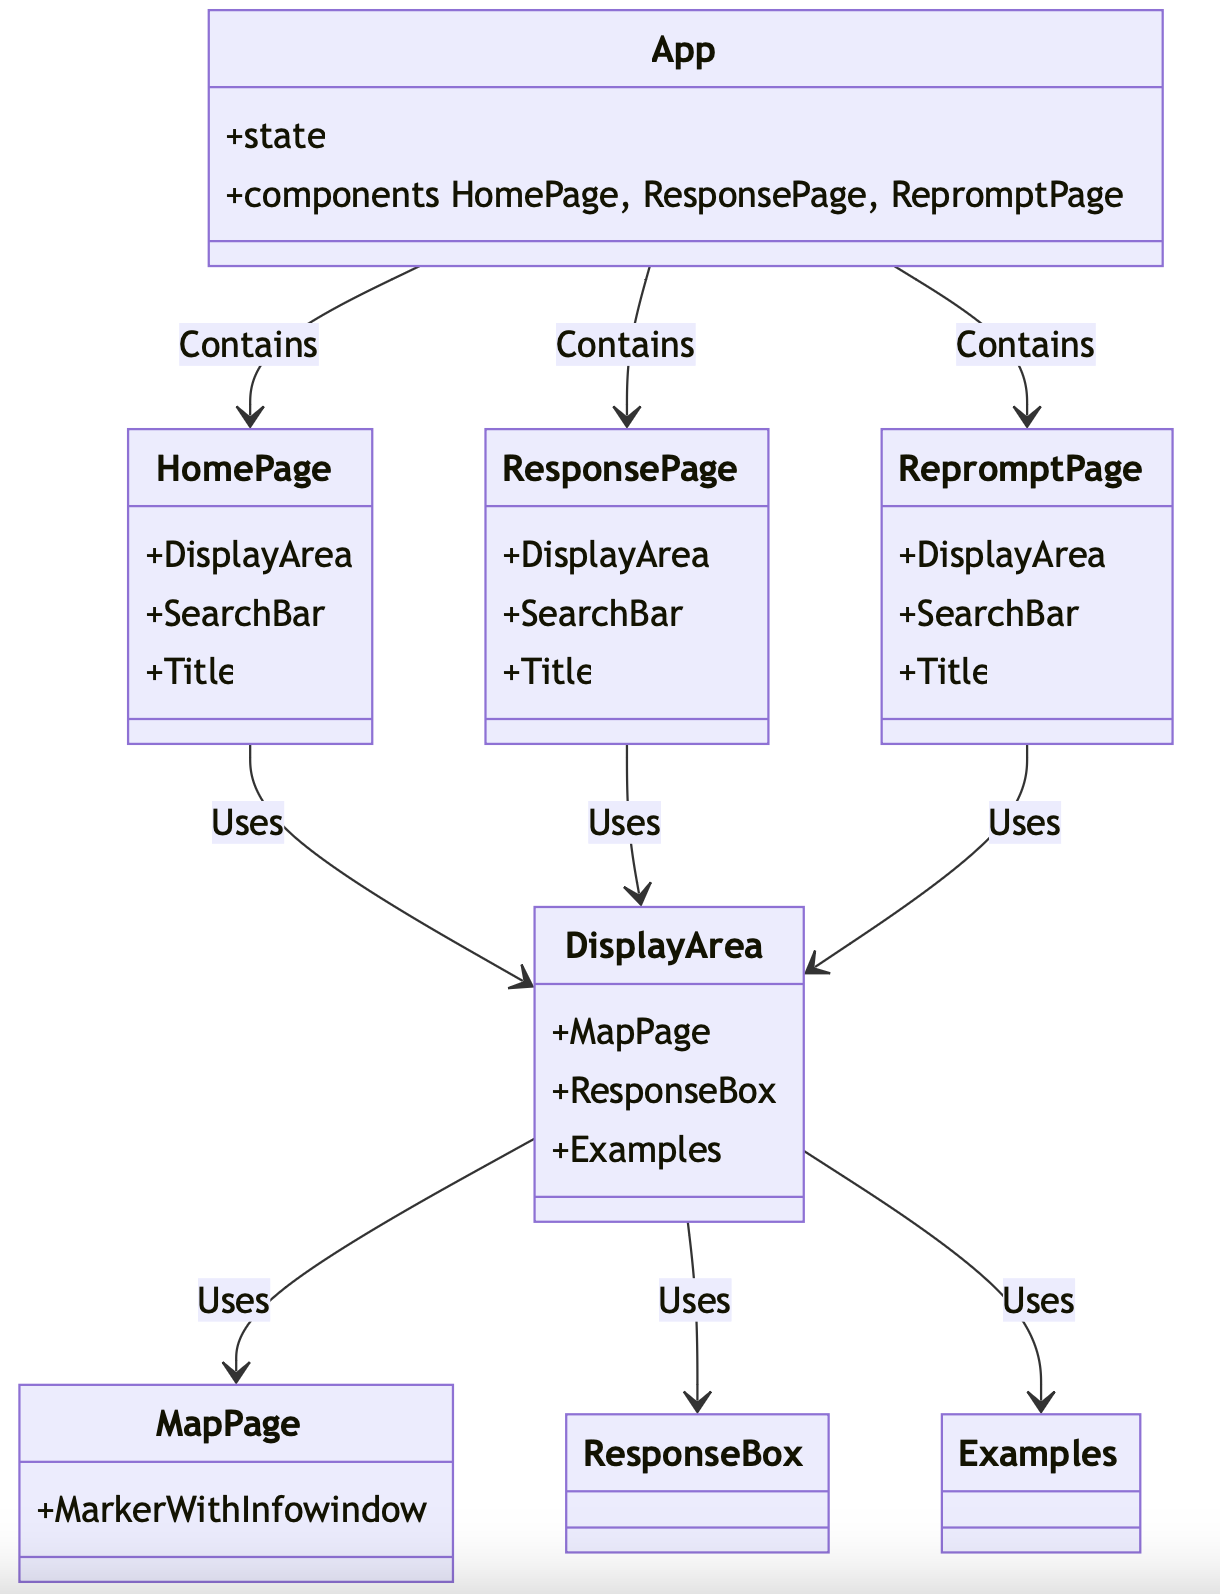 App
+state
+components HomePage, ResponsePage, RepromptPage
Contains
Contains
Contains
HomePage
+DisplayArea
+SearchBar
+Title
ResponsePage
+DisplayArea
+SearchBar
+Title
RepromptPage
+DisplayArea
+SearchBar
+Title
Uses
Uses
Uses
DisplayArea
+MapPage
+ResponseBox
+Examples
Uses
Uses
Uses
MapPage
+MarkerWithInfowindow
ResponseBox
Examples